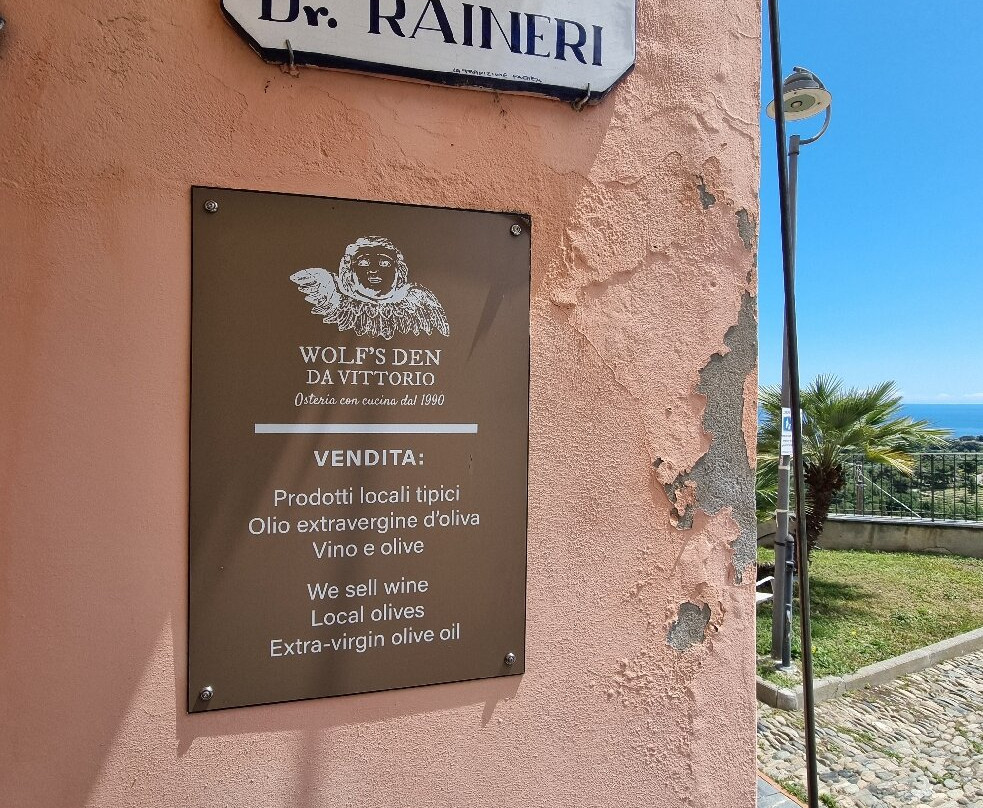 Dr. RAINERI
WOLF'S DEN
DA VITTORIO
Osteria con cucina dal 1990
VENDITA:
Prodotti locali tipici
Olio extravergine d'oliva
Vino e olive
We sell wine
Local olives
Extra-virgin olive oil